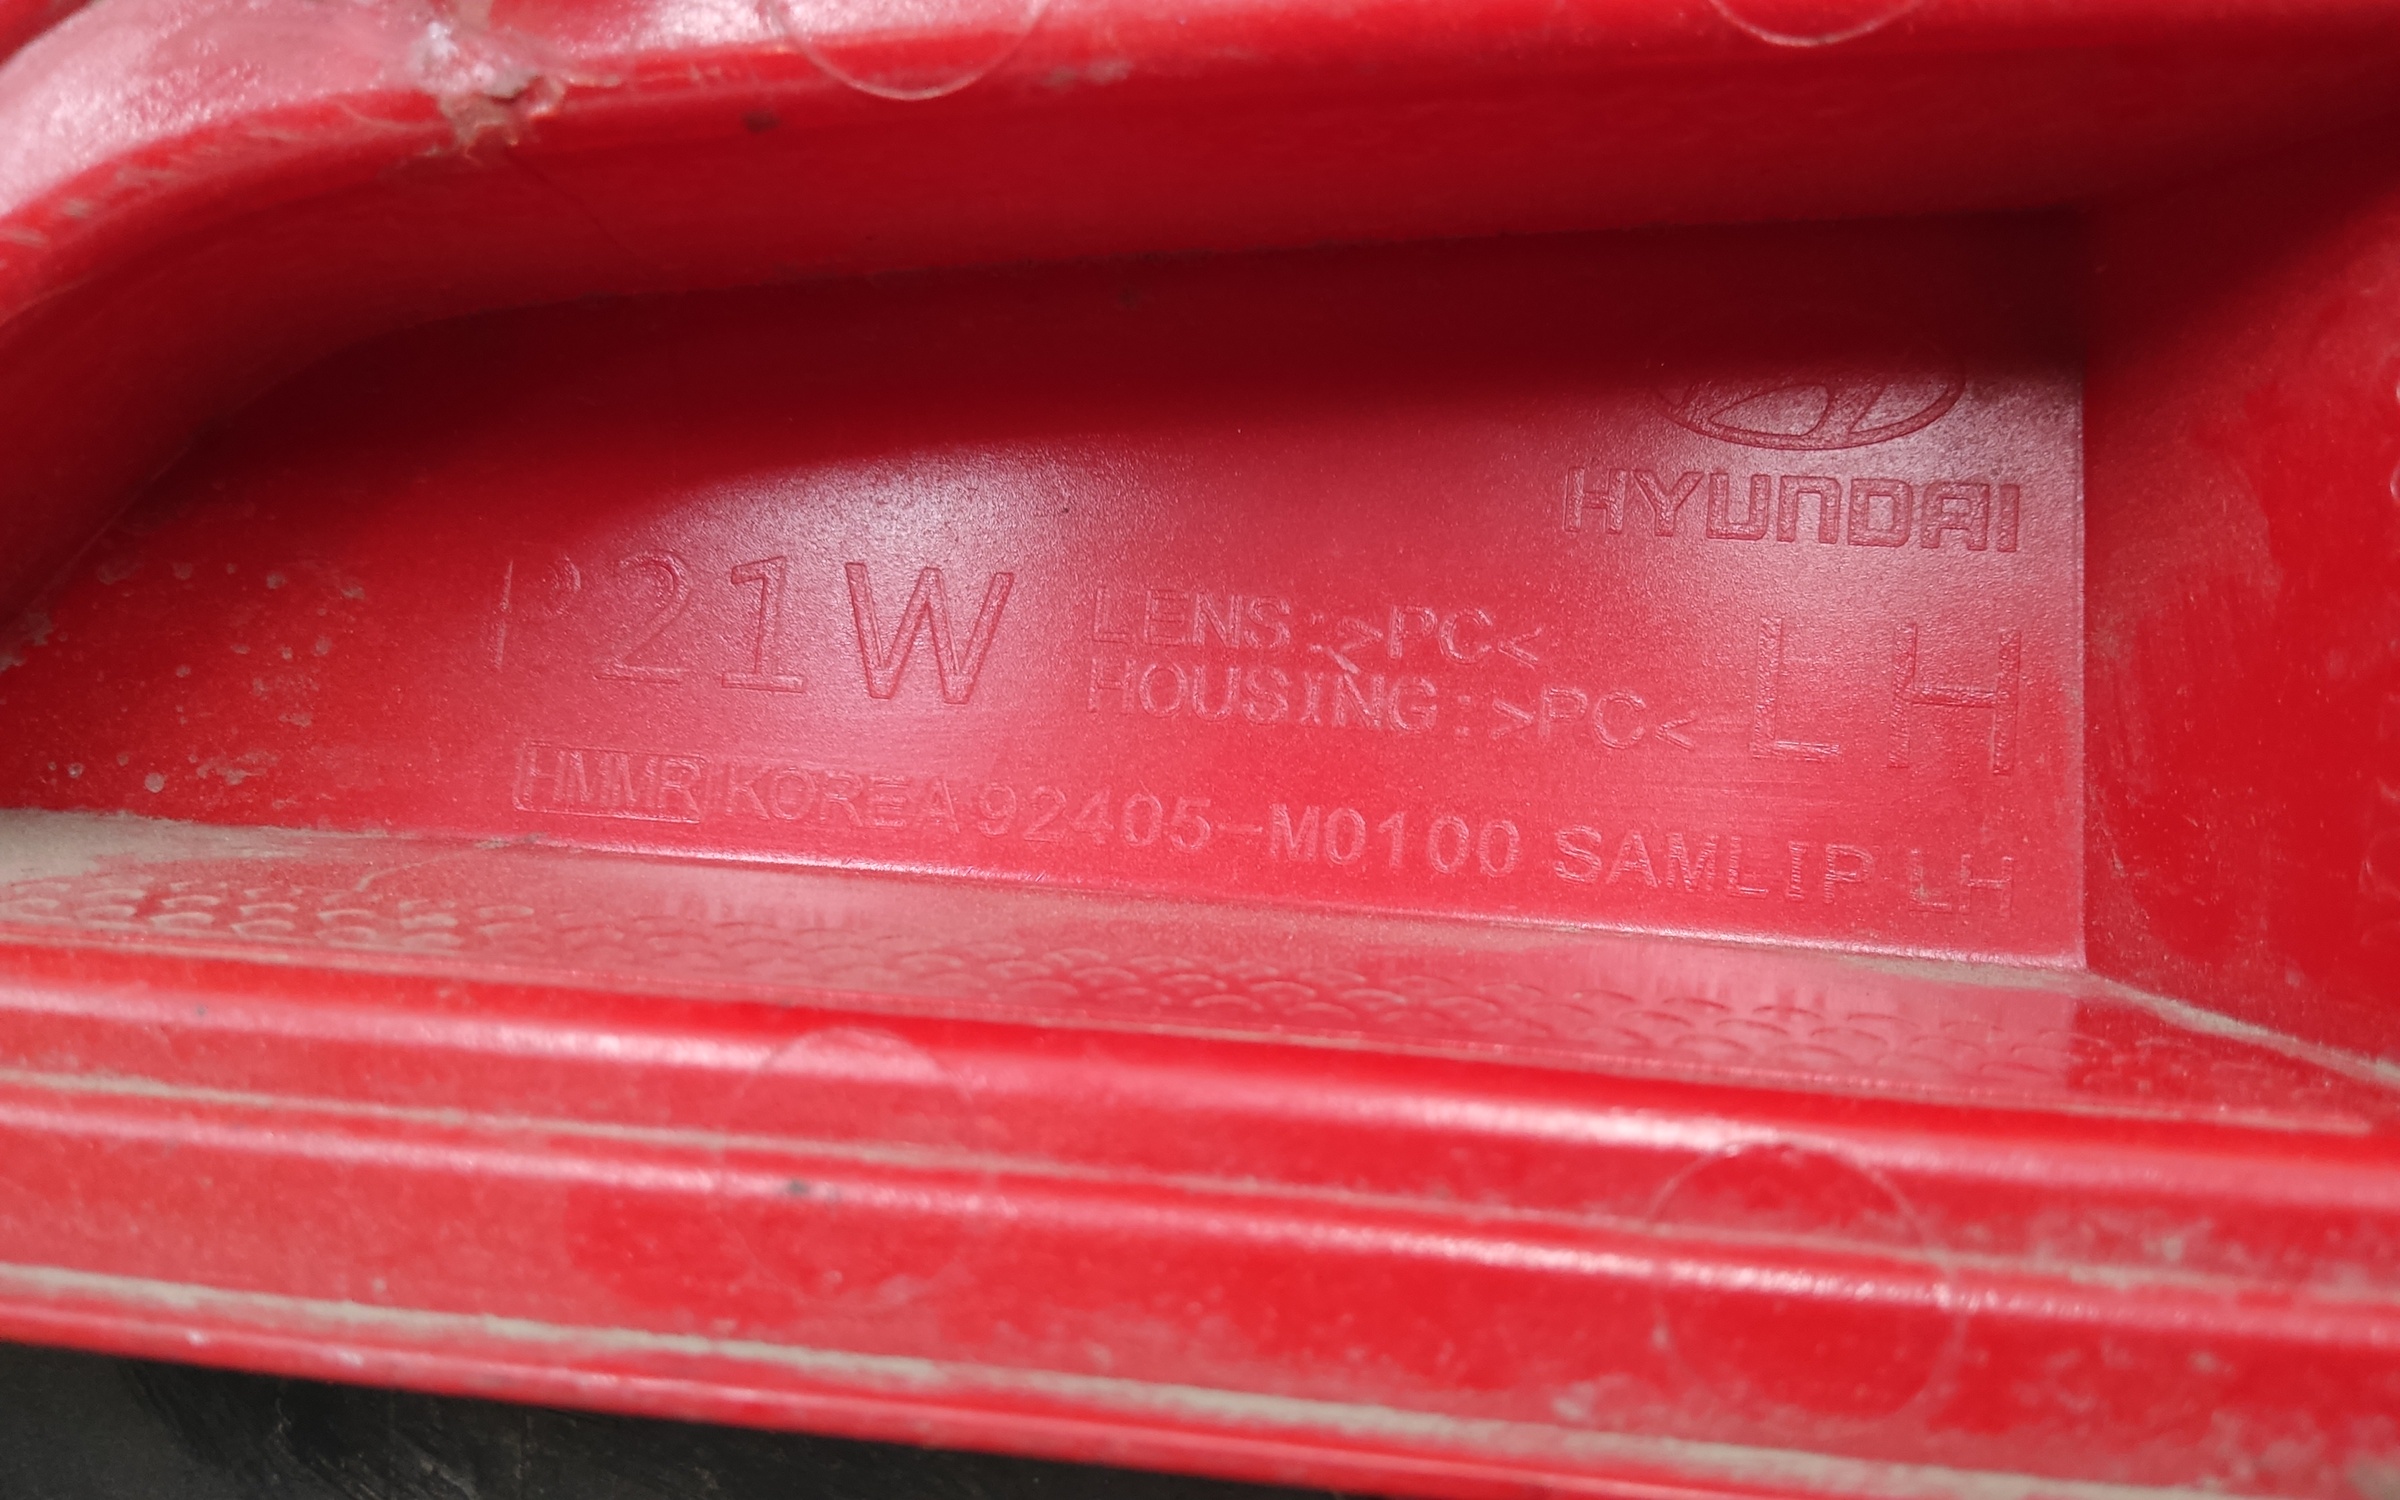 HYUNDAI
P21W
LENS:>PC<
HOUSING:>PC<
LH
HMMR KOREA 92405-M0100 SAMLIP LH